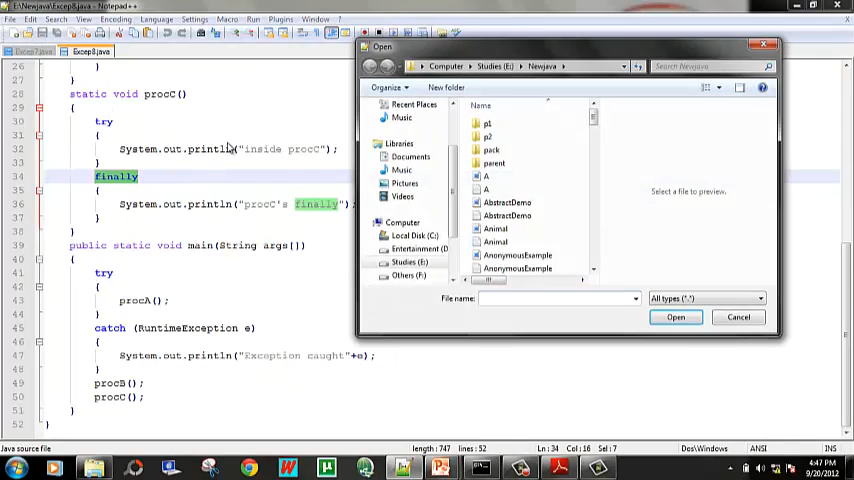 E:\Newjava\Excep8.java - Notepad++
File Edit Search View Encoding Language Settings Macro Run Plugins Window ?
Excep7.java Excep8.java
26 }
27 }
28 static void procC()
29 {
30 try
31 {
32 System.out.println("inside procC");
33 }
34 finally
35 {
36 System.out.println("procC's finally");
37 }
38 }
39 public static void main(String args[])
40 {
41 try
42 {
43 procA();
44 }
45 catch (RuntimeException e)
46 {
47 System.out.println("Exception caught"+e);
48 }
49 procB();
50 procC();
51 }
52 }
Open
Computer Studies (E:) Newjava
Search Newjava
Organize New folder
Recent Places
Music
Libraries
Documents
Music
Pictures
Videos
Computer
Local Disk (C:)
Entertainment (D
Studies (E:)
Others (F:)
Name
p1
p2
pack
parent
A
A
AbstractDemo
AbstractDemo
Animal
Animal
AnonymousExample
AnonymousExample
Select a file to preview.
File name:
All types (*.*)
Open Cancel
Java source file length : 747 lines : 52 Ln : 34 Col : 16 Sel : 7 Dos\Windows ANSI INS
4:47 PM
9/20/2012